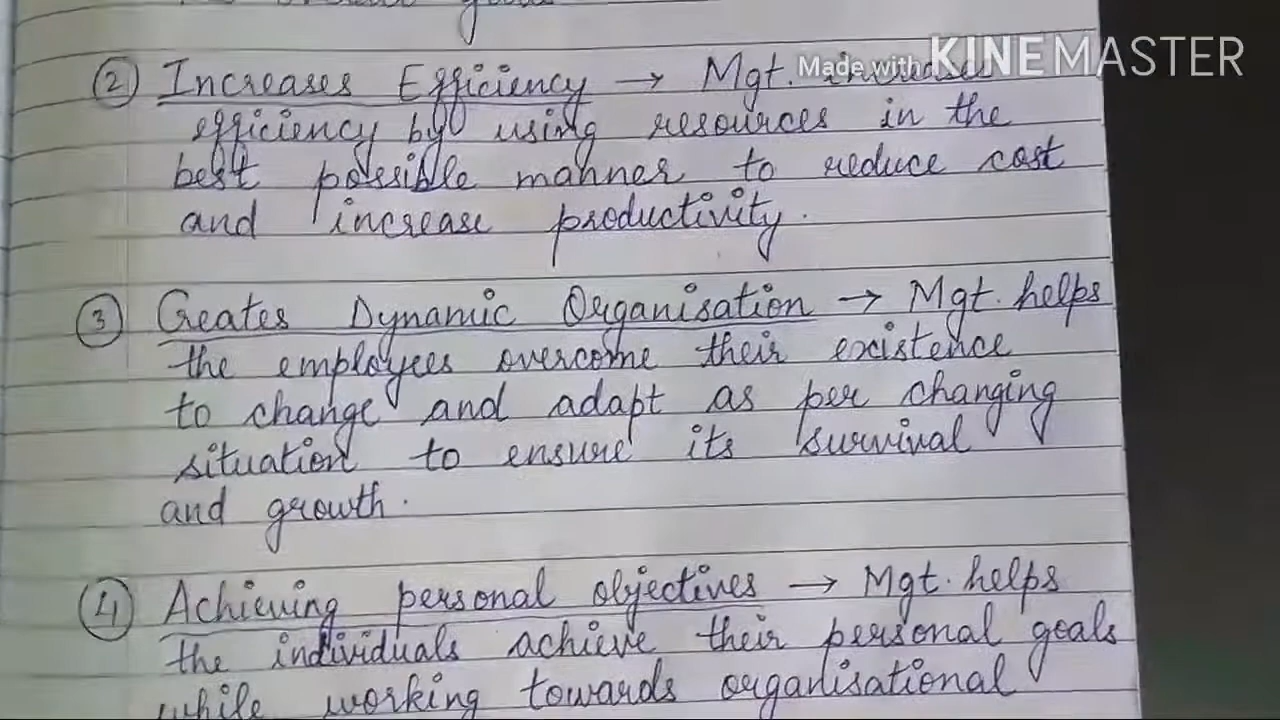 ② Increases Efficiency → Mgt. increases
efficiency by using resources in the
best possible manner to reduce cost
and increase productivity.
③ Creates Dynamic Organisation → Mgt. helps
the employees overcome their existence
to change and adapt as per changing
situation to ensure its survival
and growth.
④ Achieving personal objectives → Mgt. helps
the individuals achieve their personal goals
while working towards organisational
Made with KINEMASTER